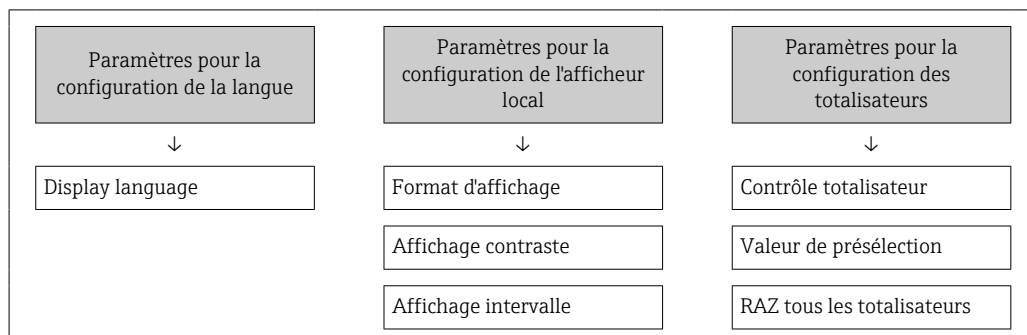 Paramètres pour la
configuration de la langue
↓
Display language
Paramètres pour la
configuration de l'afficheur
local
↓
Format d'affichage
Affichage contraste
Affichage intervalle
Paramètres pour la
configuration des
totalisateurs
↓
Contrôle totalisateur
Valeur de présélection
RAZ tous les totalisateurs